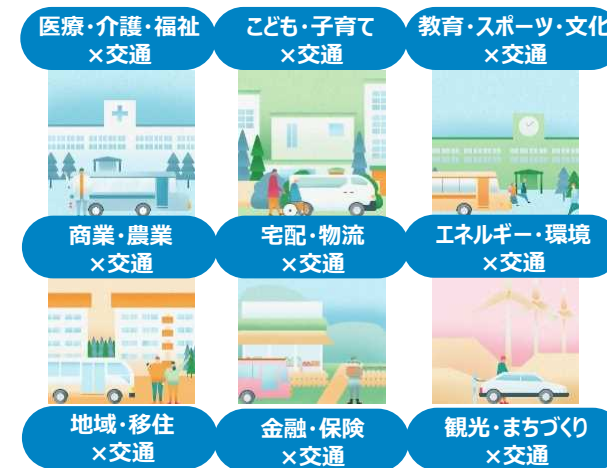 医療・介護・福祉
×交通
こども・子育て
×交通
教育・スポーツ・文化
×交通
商業・農業
×交通
宅配・物流
×交通
エネルギー・環境
×交通
地域・移住
×交通
金融・保険
×交通
観光・まちづくり
×交通